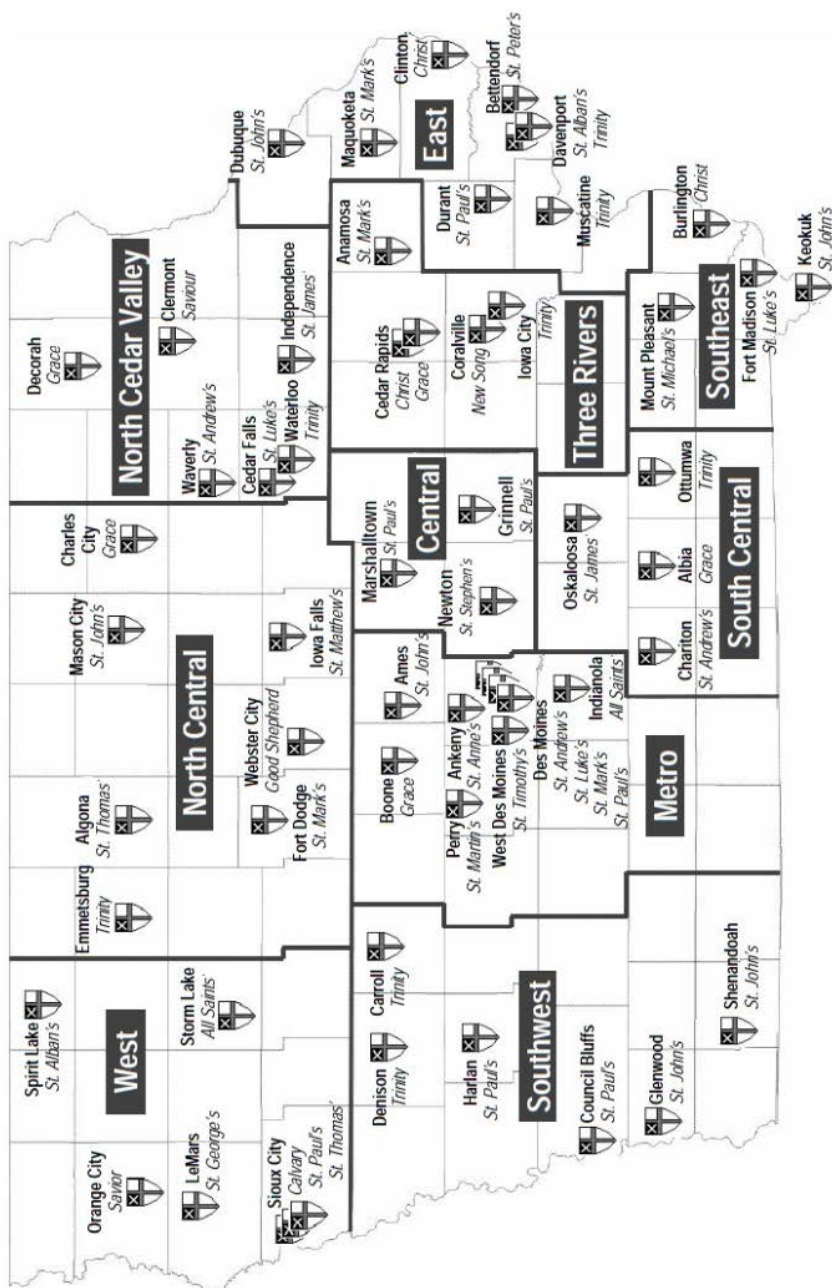 Spirit Lake
St. Alban's
Orange City
Savior
West
LeMars
St. George's
Storm Lake
All Saints'
Sioux City
Calvary
St. Paul's
St. Thomas'
Emmetsburg
Trinity
Algona
St. Thomas'
Mason City
St. John's
Charles
City
Grace
North Central
Fort Dodge
St. Mark's
Webster City
Good Shepherd
Iowa Falls
St. Matthew's
Decorah
Grace
North Cedar Valley
Clermont
Saviour
Waverly
St. Andrew's
Cedar Falls
St. Luke's
Waterloo
Trinity
Independence
St. James'
Dubuque
St. John's
Maquoketa
St. Mark's
Clinton
Christ
East
Bettendorf
St. Peter's
Davenport
St. Alban's
Trinity
Durant
St. Paul's
Muscatine
Trinity
Anamosa
St. Mark's
Cedar Rapids
Christ
Grace
Coralville
New Song
Iowa City
Trinity
Three Rivers
Marshalltown
St. Paul's
Central
Newton
St. Stephen's
Grinnell
St. Paul's
Boone
Grace
Ames
St. John's
Perry
St. Martin's
Ankeny
St. Anne's
West Des Moines
St. Timothy's
Des Moines
St. Andrew's
St. Luke's
St. Mark's
St. Paul's
Indianola
All Saints'
Metro
Denison
Trinity
Carroll
Trinity
Harlan
St. Paul's
Southwest
Council Bluffs
St. Paul's
Glenwood
St. John's
Shenandoah
St. John's
Oskaloosa
St. James'
Chariton
St. Andrew's
Albia
Grace
Ottumwa
Trinity
South Central
Mount Pleasant
St. Michael's
Southeast
Burlington
Christ
Fort Madison
St. Luke's
Keokuk
St. John's